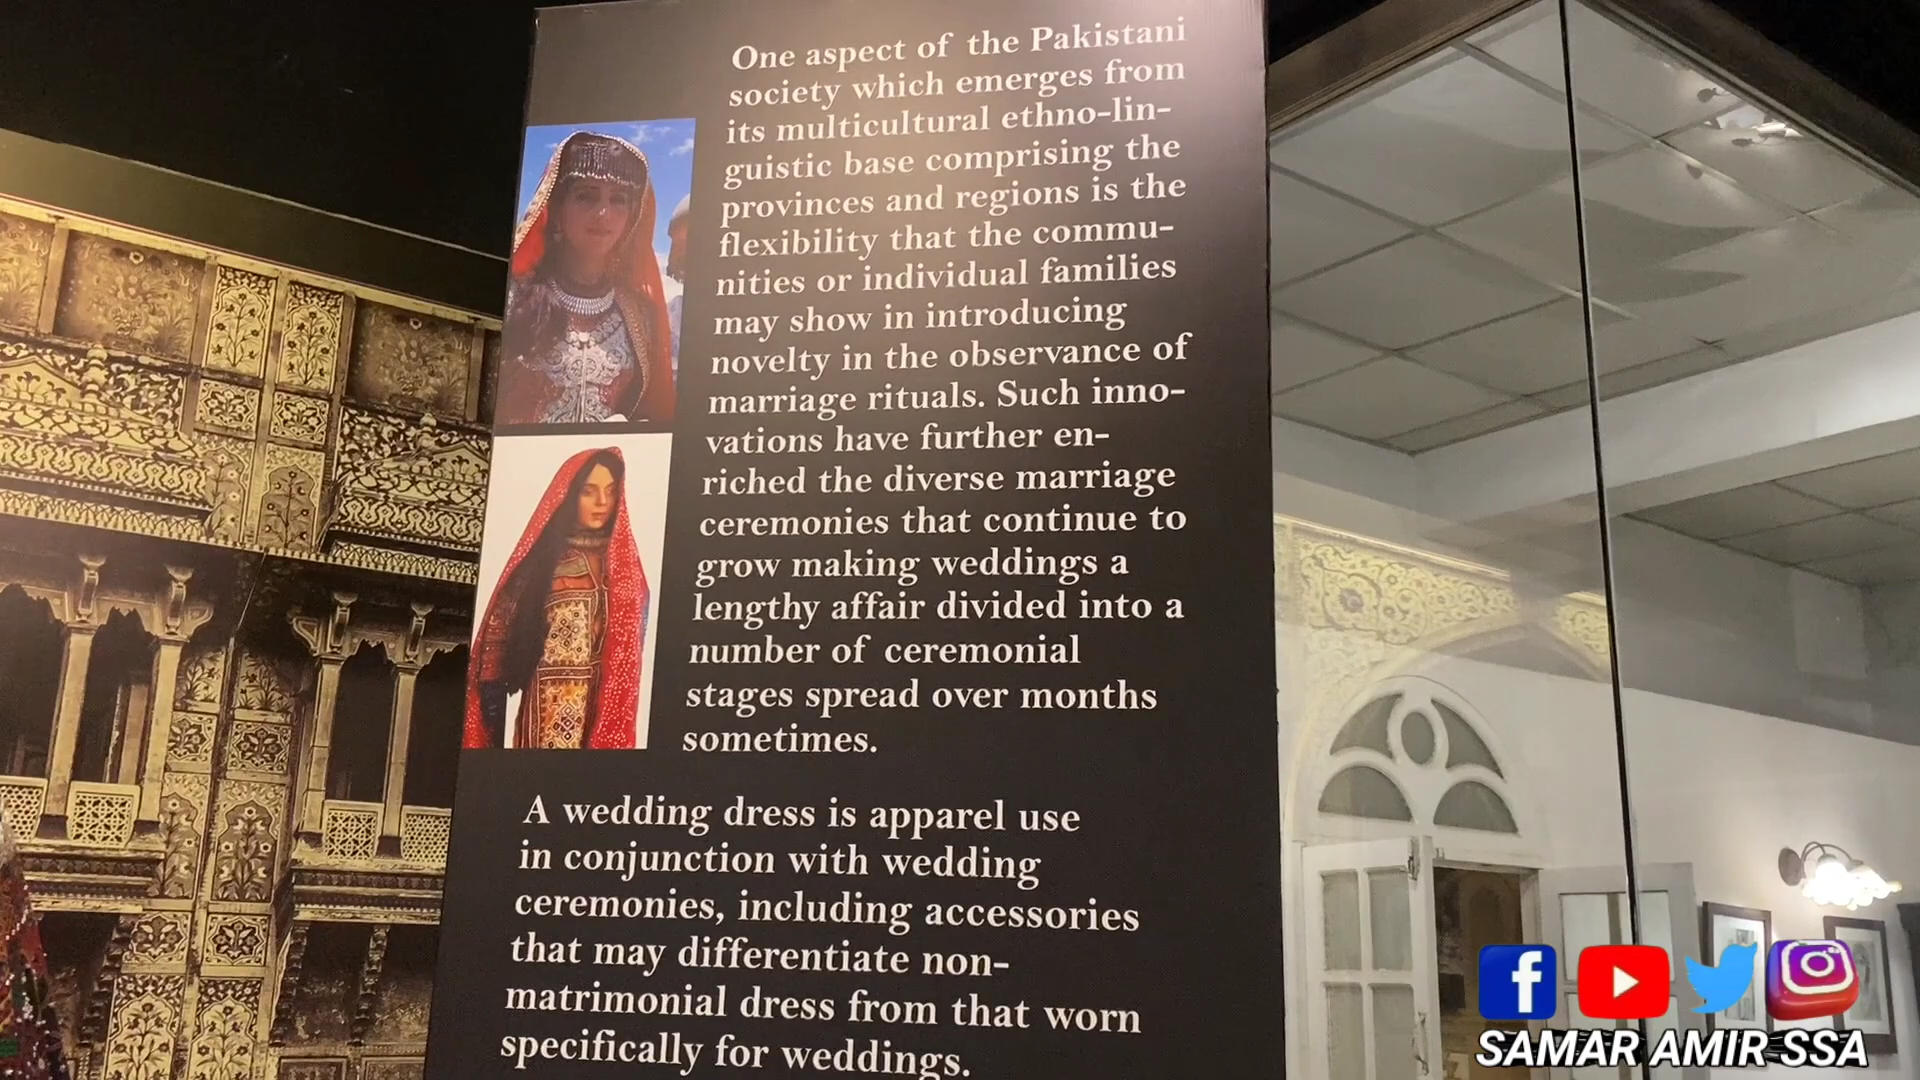 One aspect of the Pakistani
society which emerges from
its multicultural ethno-lin-
guistic base comprising the
provinces and regions is the
flexibility that the commu-
nities or individual families
may show in introducing
novelty in the observance of
marriage rituals. Such inno-
vations have further en-
riched the diverse marriage
ceremonies that continue to
grow making weddings a
lengthy affair divided into a
number of ceremonial
stages spread over months
sometimes.
A wedding dress is apparel use
in conjunction with wedding
ceremonies, including accessories
that may differentiate non-
matrimonial dress from that worn
specifically for weddings.
SAMAR AMIR SSA